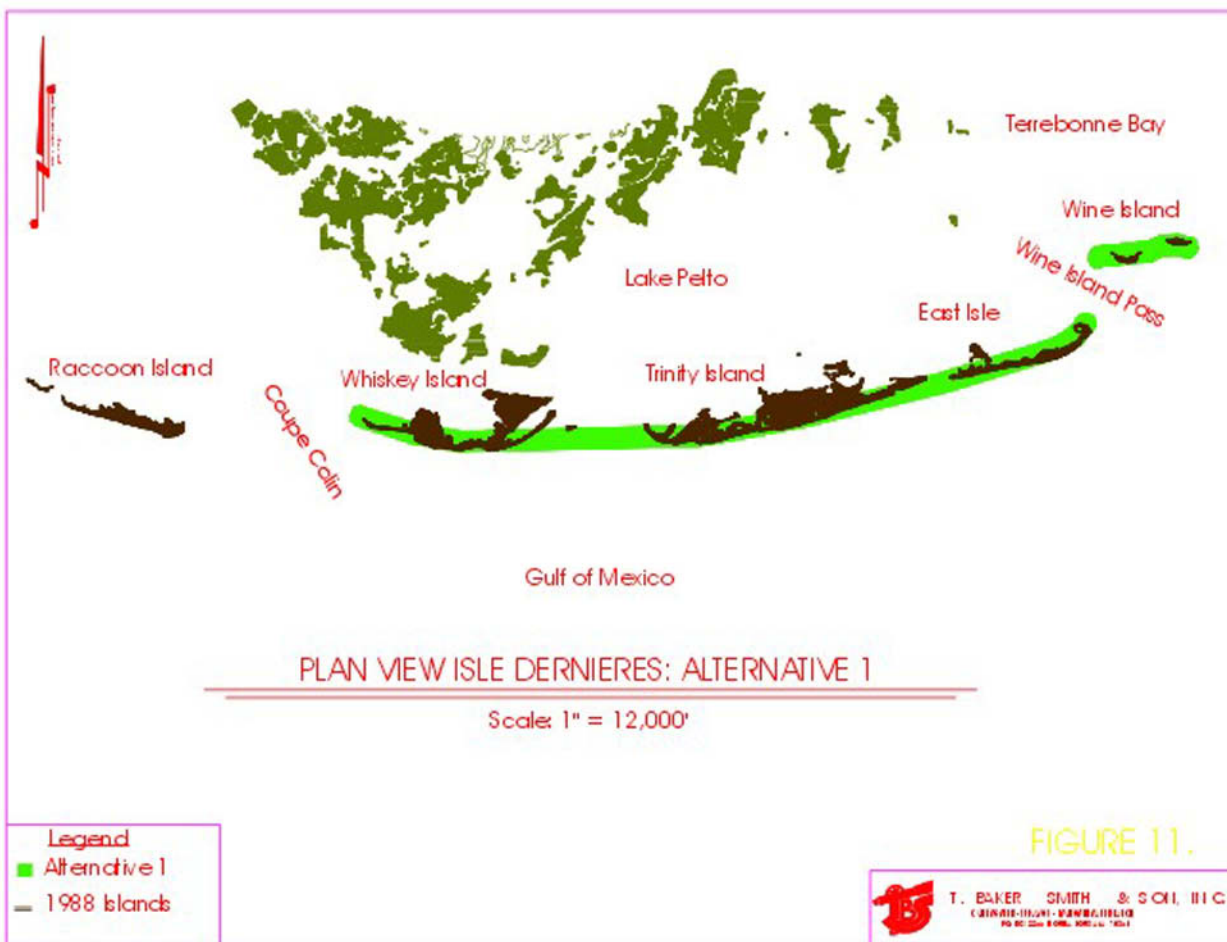 Terrebonne Bay
Wine Island
Wine Island Pass
Lake Pelto
East Isle
Raccoon Island
Whiskey Island
Trinity Island
Coupe Colin
Gulf of Mexico
PLAN VIEW ISLE DERNIERES: ALTERNATIVE 1
Scale: 1" = 12,000'
Legend
Alternative 1
1988 Islands
FIGURE 11.
TBS
T. BAKER SMITH & SON, INC